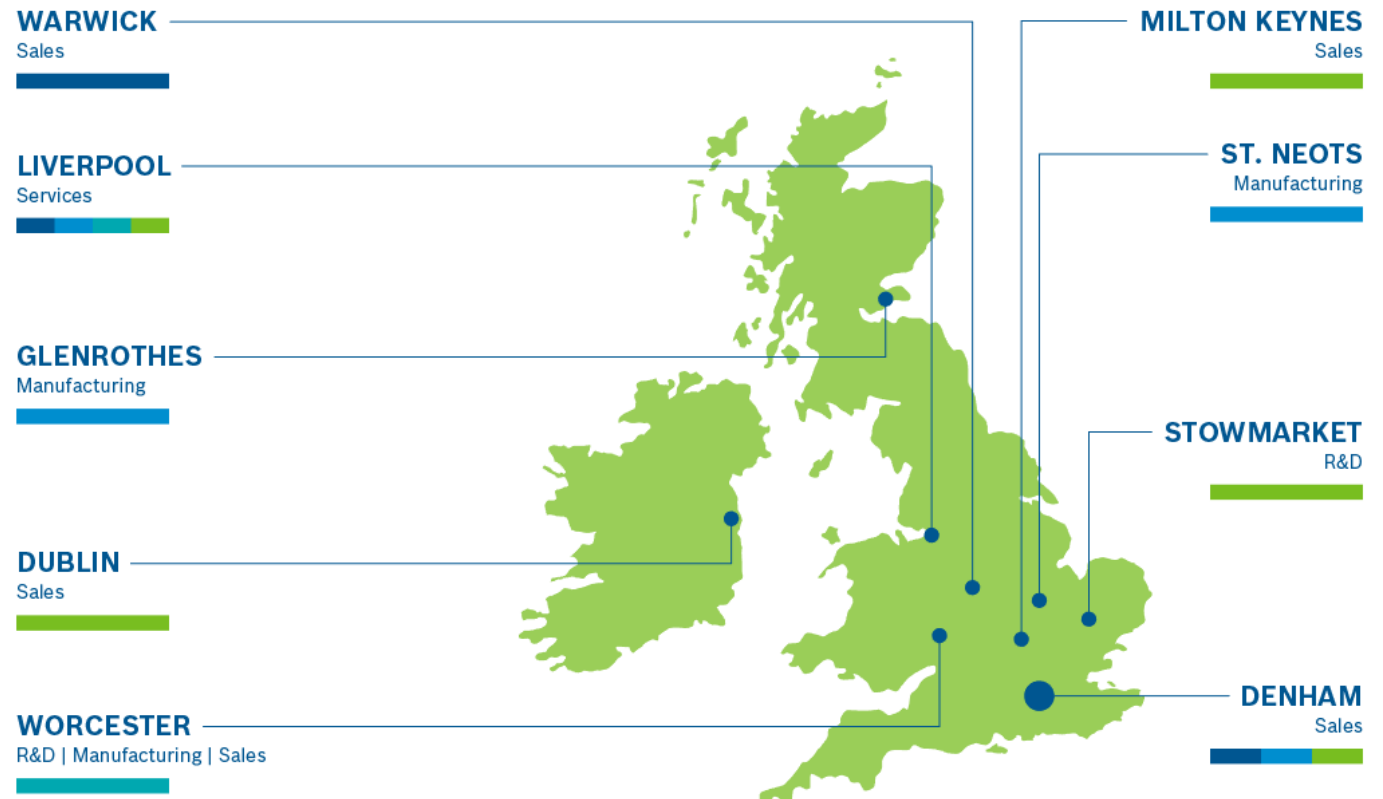 WARWICK
Sales
LIVERPOOL
Services
GLENROTHES
Manufacturing
DUBLIN
Sales
WORCESTER
R&D | Manufacturing | Sales
MILTON KEYNES
Sales
ST. NEOTS
Manufacturing
STOWMARKET
R&D
DENHAM
Sales